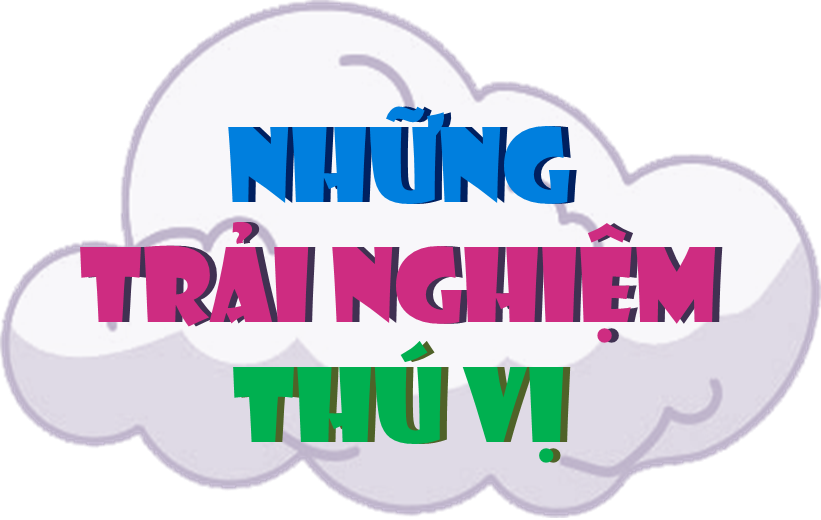 NHỮNG
TRẢI NGHIỆM
THÚ VỊ